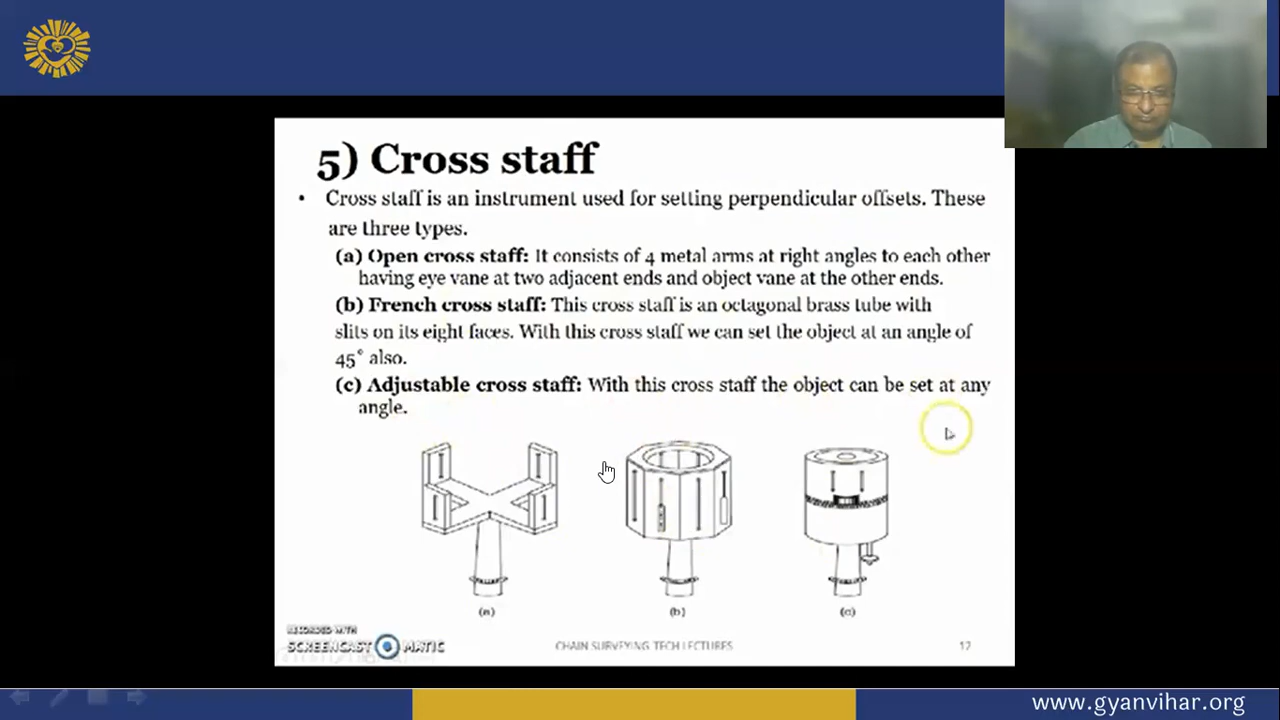 5) Cross staff
• Cross staff is an instrument used for setting perpendicular offsets. These
are three types.
(a) Open cross staff: It consists of 4 metal arms at right angles to each other
having eye vane at two adjacent ends and object vane at the other ends.
(b) French cross staff: This cross staff is an octagonal brass tube with
slits on its eight faces. With this cross staff we can set the object at an angle of
45° also.
(c) Adjustable cross staff: With this cross staff the object can be set at any
angle.
(a) (b) (c)
RECORDED WITH
SCREENCAST MATIC
CHAIN SURVEYING TECH LECTURES
12
www.gyanvihar.org